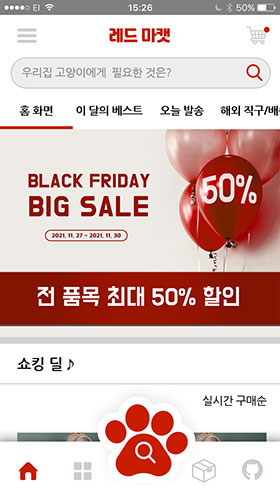 EI 15:26 50%
레드 마캣
우리집 고양이에게 필요한 것은?
홈 화면 이 달의 베스트 오늘 발송 해외 직구/배
BLACK FRIDAY
BIG SALE
50%
2021. 11. 27 ~ 2021. 11. 30
전 품목 최대 50% 할인
쇼킹 딜 ♪
실시간 구매순